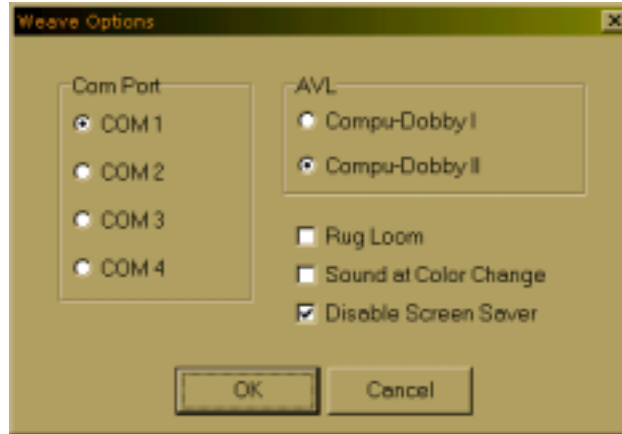 Weave Options
Com Port
COM 1
COM 2
COM 3
COM 4
AVL
Compu-Dobby I
Compu-Dobby II
Rug Loom
Sound at Color Change
Disable Screen Saver
OK
Cancel